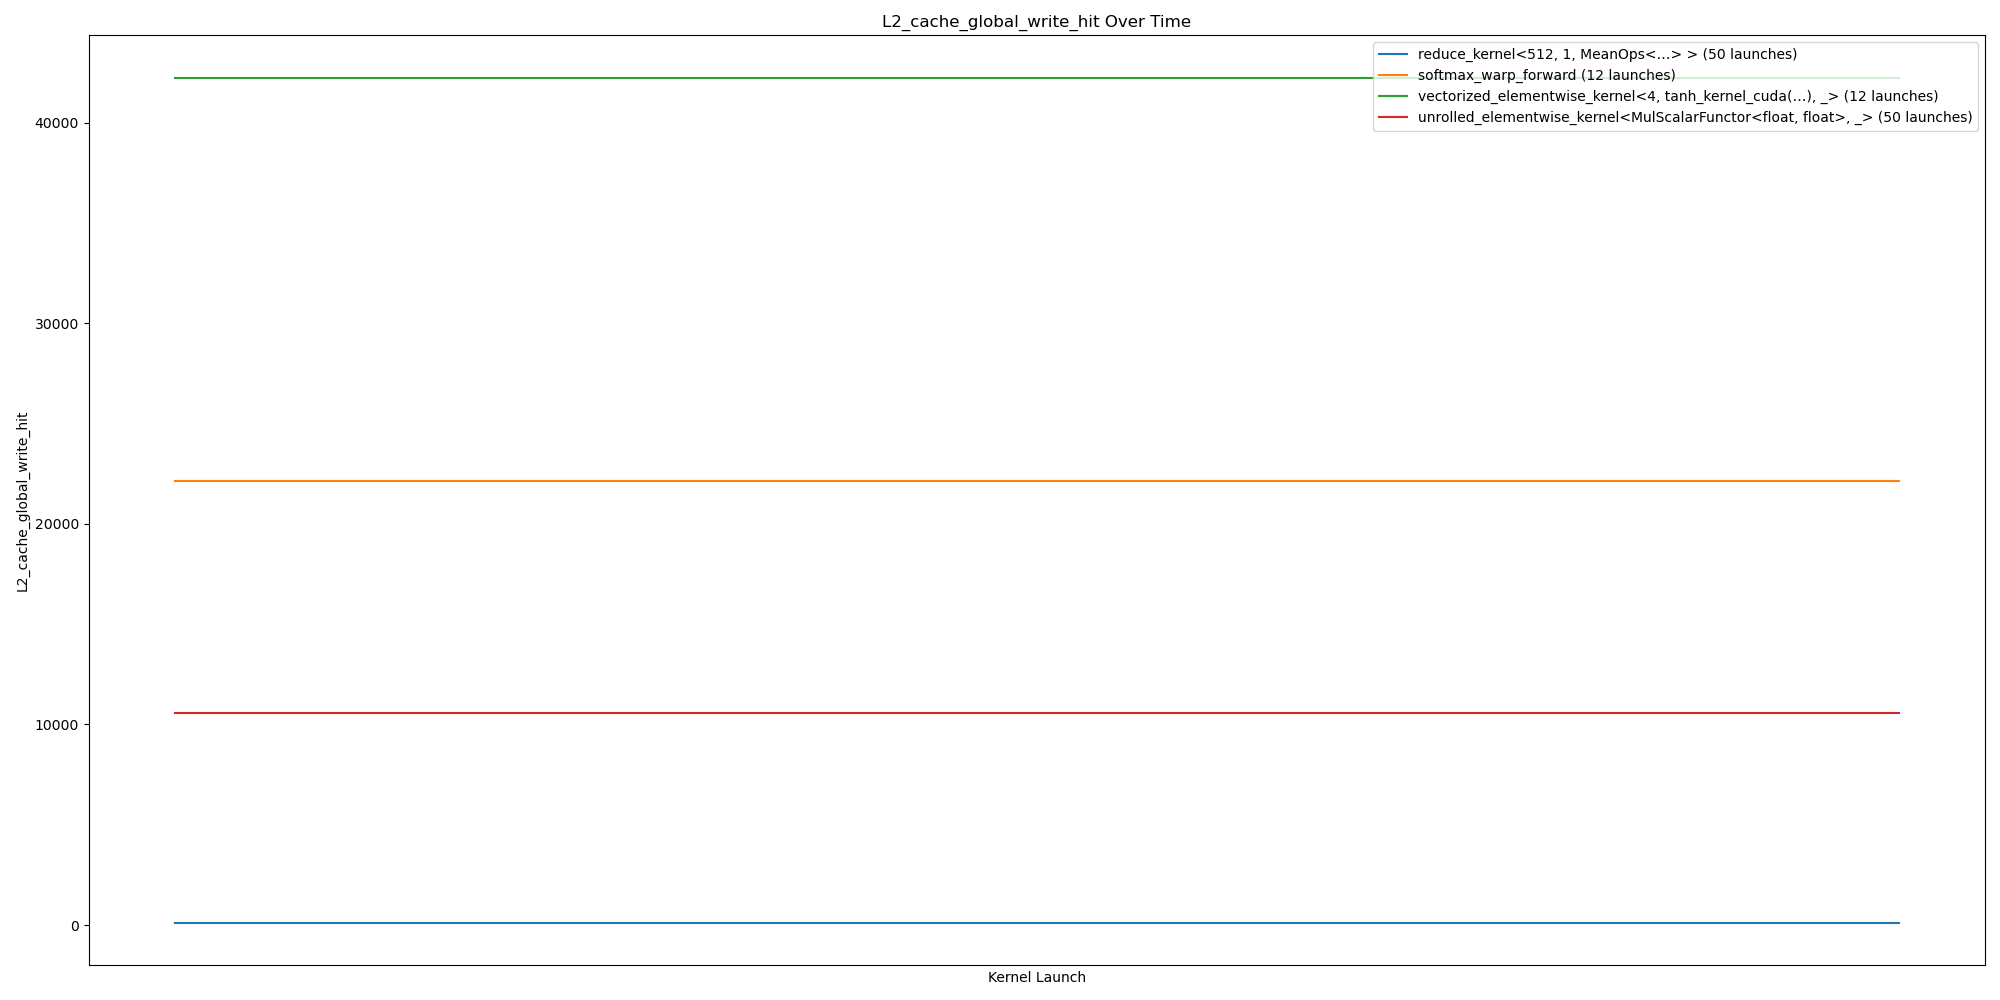 L2_cache_global_write_hit Over Time
reduce_kernel<512, 1, MeanOps<...> > (50 launches)
softmax_warp_forward (12 launches)
vectorized_elementwise_kernel<4, tanh_kernel_cuda(...), _> (12 launches)
unrolled_elementwise_kernel<MulScalarFunctor<float, float>, _> (50 launches)
L2_cache_global_write_hit
40000
30000
20000
10000
0
Kernel Launch